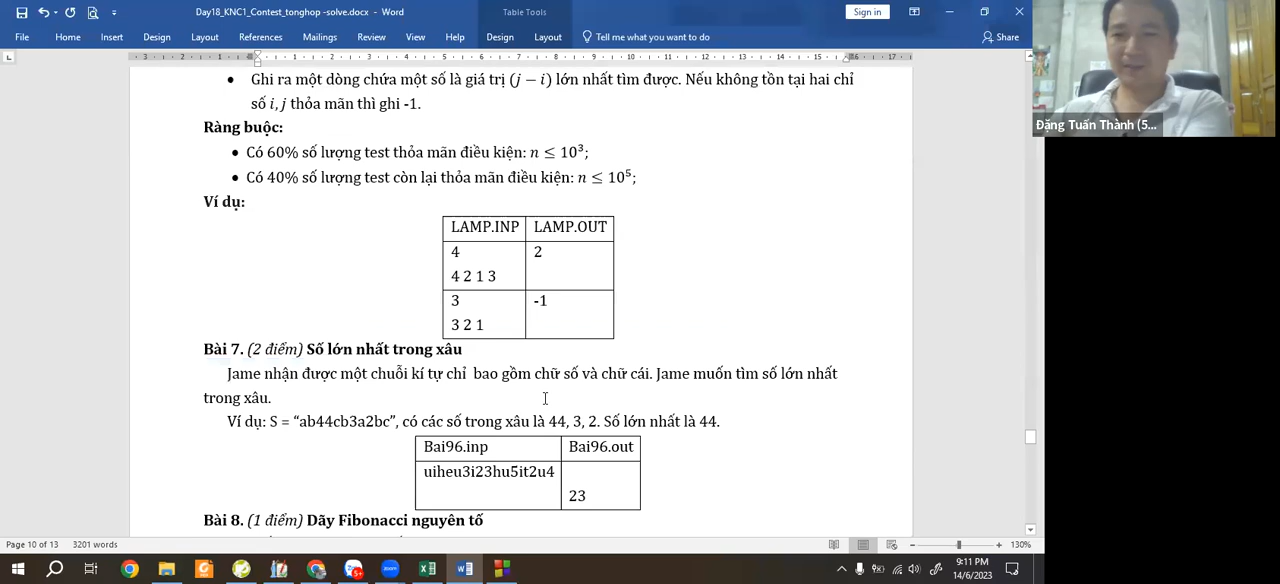 Day18_KNC1_Contest_tonghop -solve.docx - Word
Table Tools
Sign in
File Home Insert Design Layout References Mailings Review View Help Design Layout Tell me what you want to do
Share
• Ghi ra một dòng chứa một số là giá trị (j − i) lớn nhất tìm được. Nếu không tồn tại hai chỉ
số i, j thỏa mãn thì ghi -1.
Ràng buộc:
• Có 60% số lượng test thỏa mãn điều kiện: n ≤ 10³;
• Có 40% số lượng test còn lại thỏa mãn điều kiện: n ≤ 10⁵;
Ví dụ:
LAMP.INP LAMP.OUT
4 2
4 2 1 3
3 -1
3 2 1
Bài 7. (2 điểm) Số lớn nhất trong xâu
Jame nhận được một chuỗi kí tự chỉ bao gồm chữ số và chữ cái. Jame muốn tìm số lớn nhất
trong xâu.
Ví dụ: S = “ab44cb3a2bc”, có các số trong xâu là 44, 3, 2. Số lớn nhất là 44.
Bai96.inp Bai96.out
uiheu3i23hu5it2u4
23
Bài 8. (1 điểm) Dãy Fibonacci nguyên tố
Đặng Tuấn Thành (5...
Page 10 of 13 3201 words
130%
9:11 PM
14/6/2023